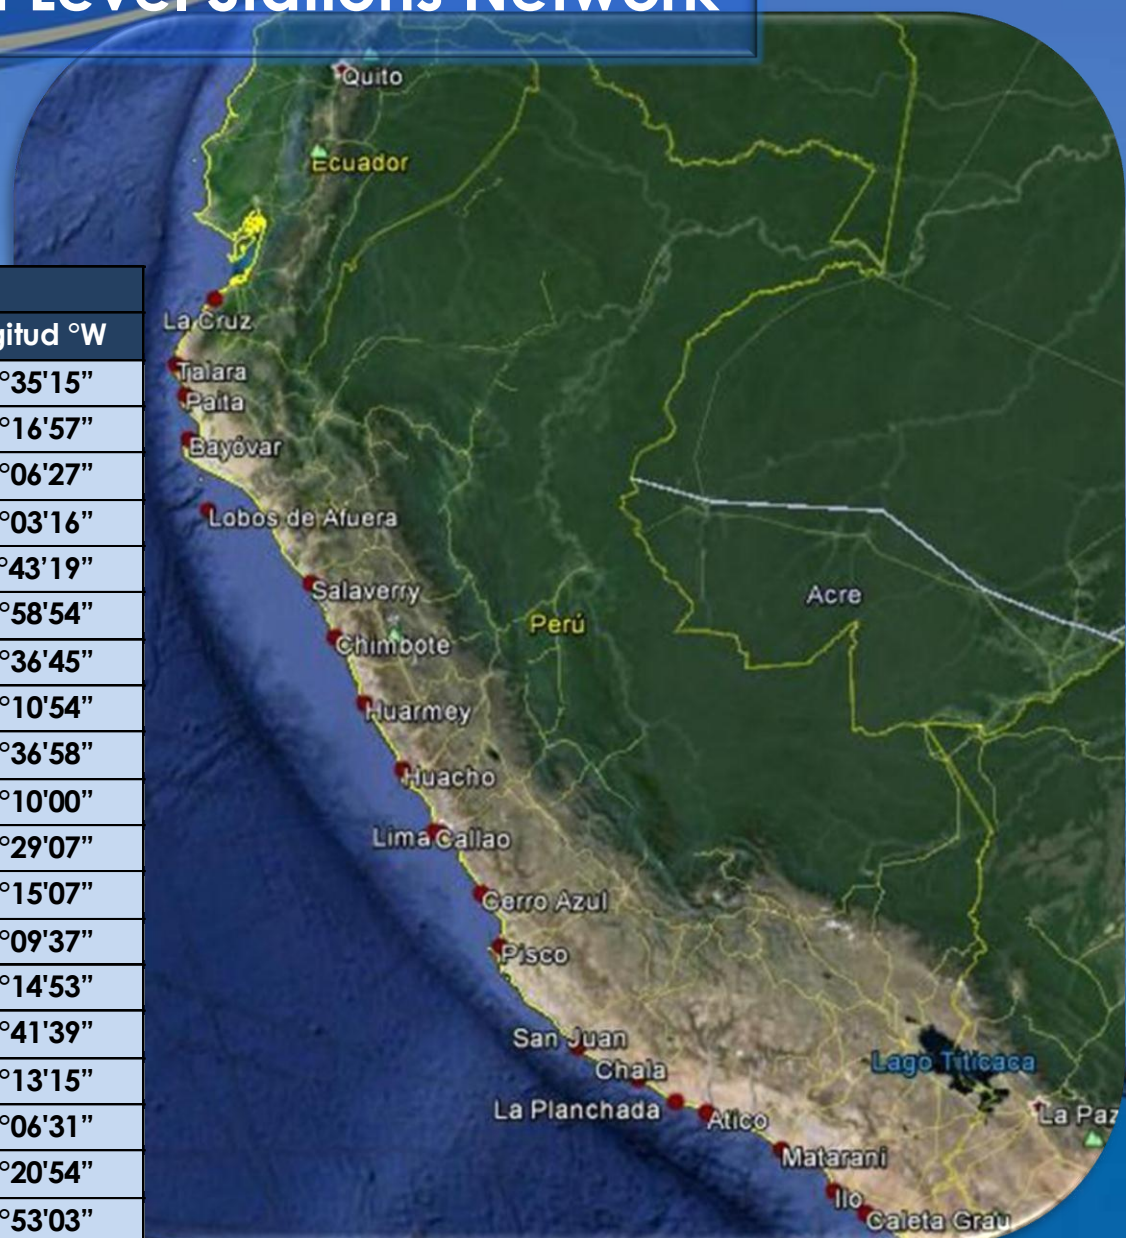 Level Stations Network
gitud °W
°35'15”
°16'57”
°06'27”
°03'16”
°43'19”
°58'54”
°36'45”
°10'54”
°36'58”
°10'00”
°29'07”
°15'07”
°09'37”
°14'53”
°41'39”
°13'15”
°06'31”
°20'54”
°53'03”
Quito
Ecuador
La Cruz
Talara
Paita
Bayóvar
Lobos de Afuera
Salaverry
Acre
Perú
Chimbote
Huarmey
Huacho
Lima Callao
Cerro Azul
Pisco
San Juan
Lago Titicaca
Chala
La Planchada
Atico
La Paz
Matarani
Ilo
Caleta Grau